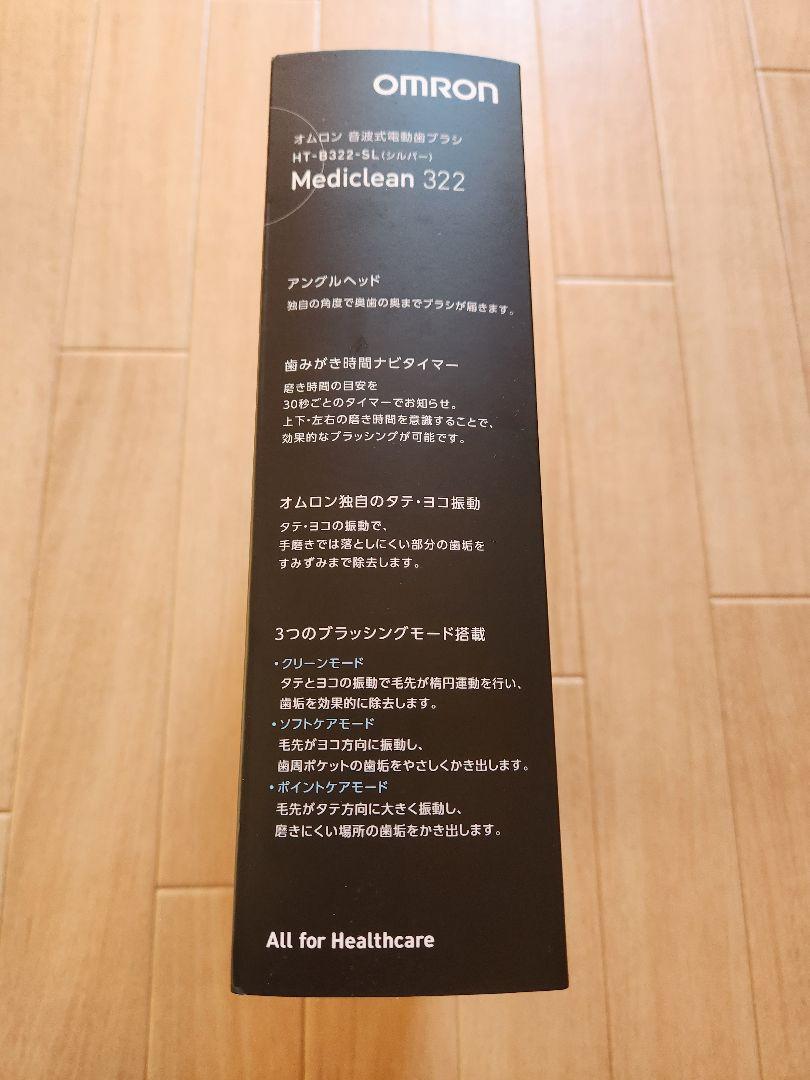 OMRON
オムロン 音波式電動歯ブラシ
HT-B322-SL(シルバー)
Mediclean 322
アングルヘッド
独自の角度で奥歯の奥までブラシが届きます。
歯みがき時間ナビタイマー
磨き時間の目安を
30秒ごとのタイマーでお知らせ。
上下・左右の磨き時間を意識することで、
効果的なブラッシングが可能です。
オムロン独自のタテ・ヨコ振動
タテ・ヨコの振動で、
手磨きでは落としにくい部分の歯垢を
すみずみまで除去します。
3つのブラッシングモード搭載
・クリーンモード
タテとヨコの振動で毛先が楕円運動を行い、
歯垢を効果的に除去します。
・ソフトケアモード
毛先がヨコ方向に振動し、
歯周ポケットの歯垢をやさしくかき出します。
・ポイントケアモード
毛先がタテ方向に大きく振動し、
磨きにくい場所の歯垢をかき出します。
All for Healthcare